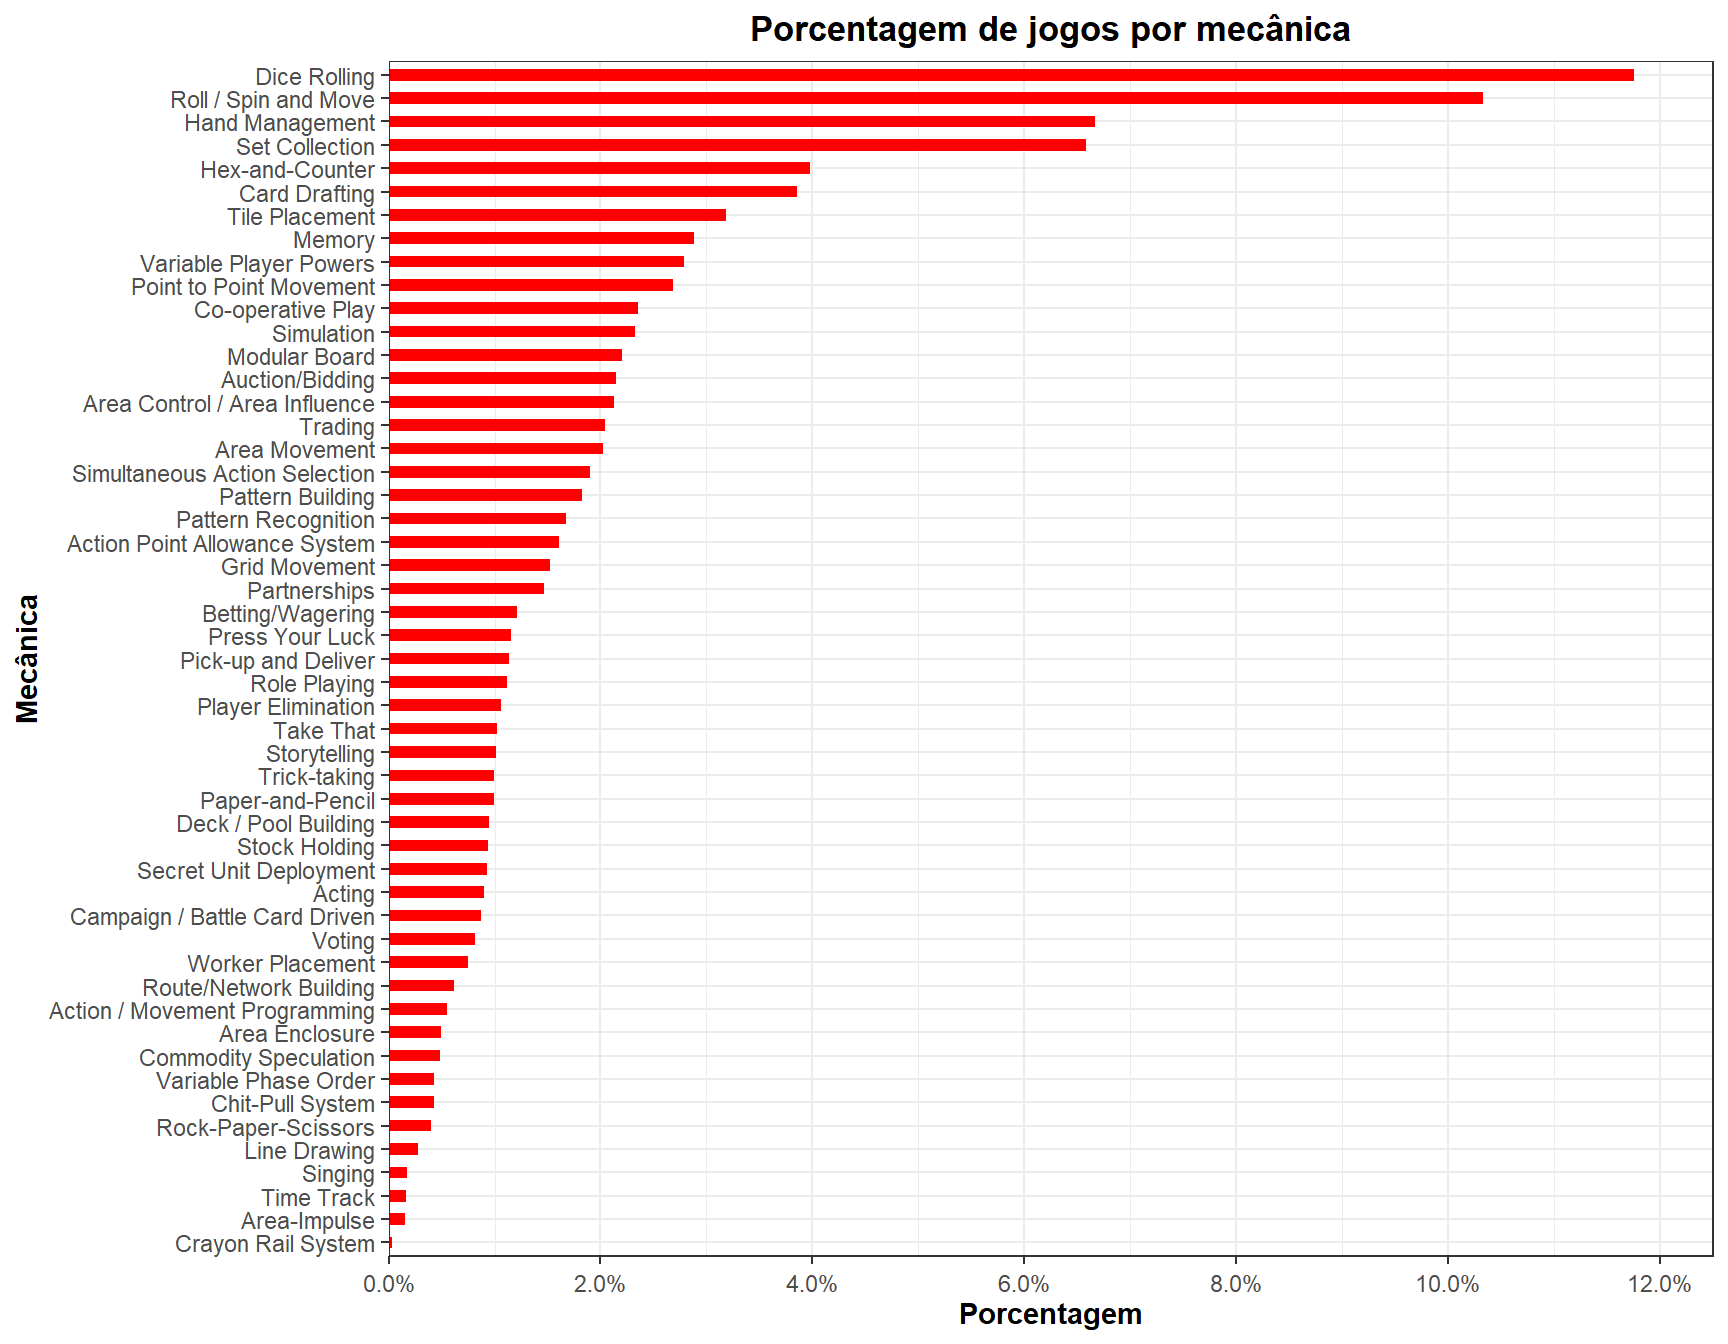 Porcentagem de jogos por mecânica
Dice Rolling
Roll / Spin and Move
Hand Management
Set Collection
Hex-and-Counter
Card Drafting
Tile Placement
Memory
Variable Player Powers
Point to Point Movement
Co-operative Play
Simulation
Modular Board
Auction/Bidding
Area Control / Area Influence
Trading
Area Movement
Simultaneous Action Selection
Pattern Building
Pattern Recognition
Action Point Allowance System
Grid Movement
Partnerships
Betting/Wagering
Press Your Luck
Pick-up and Deliver
Role Playing
Player Elimination
Take That
Storytelling
Trick-taking
Paper-and-Pencil
Deck / Pool Building
Stock Holding
Secret Unit Deployment
Acting
Campaign / Battle Card Driven
Voting
Worker Placement
Route/Network Building
Action / Movement Programming
Area Enclosure
Commodity Speculation
Variable Phase Order
Chit-Pull System
Rock-Paper-Scissors
Line Drawing
Singing
Time Track
Area-Impulse
Crayon Rail System
Mecânica
0.0% 2.0% 4.0% 6.0% 8.0% 10.0% 12.0%
Porcentagem